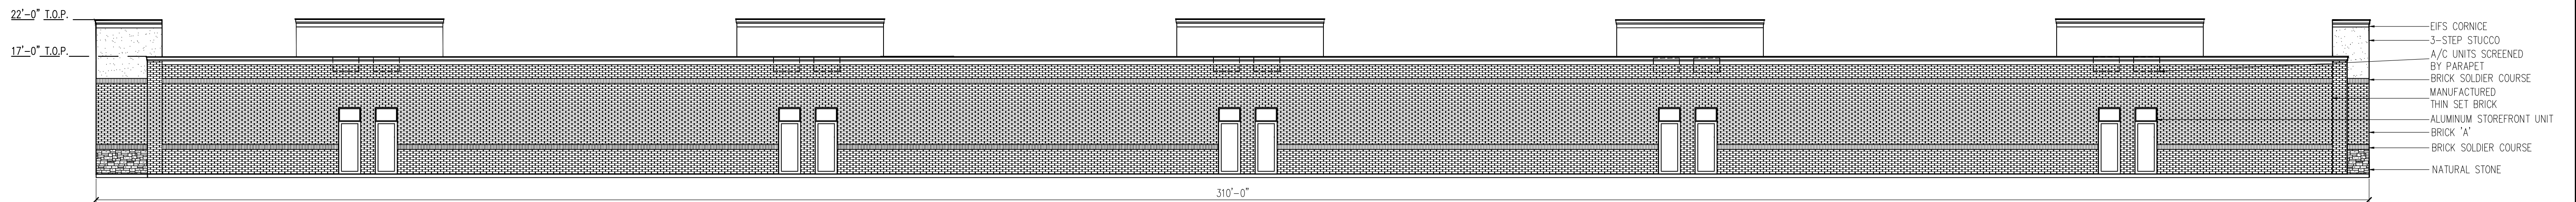 22'-0" T.O.P.
17'-0" T.O.P.
EIFS CORNICE
3-STEP STUCCO
A/C UNITS SCREENED
BY PARAPET
BRICK SOLDIER COURSE
MANUFACTURED
THIN SET BRICK
ALUMINUM STOREFRONT UNIT
BRICK 'A'
BRICK SOLDIER COURSE
NATURAL STONE
310'-0"